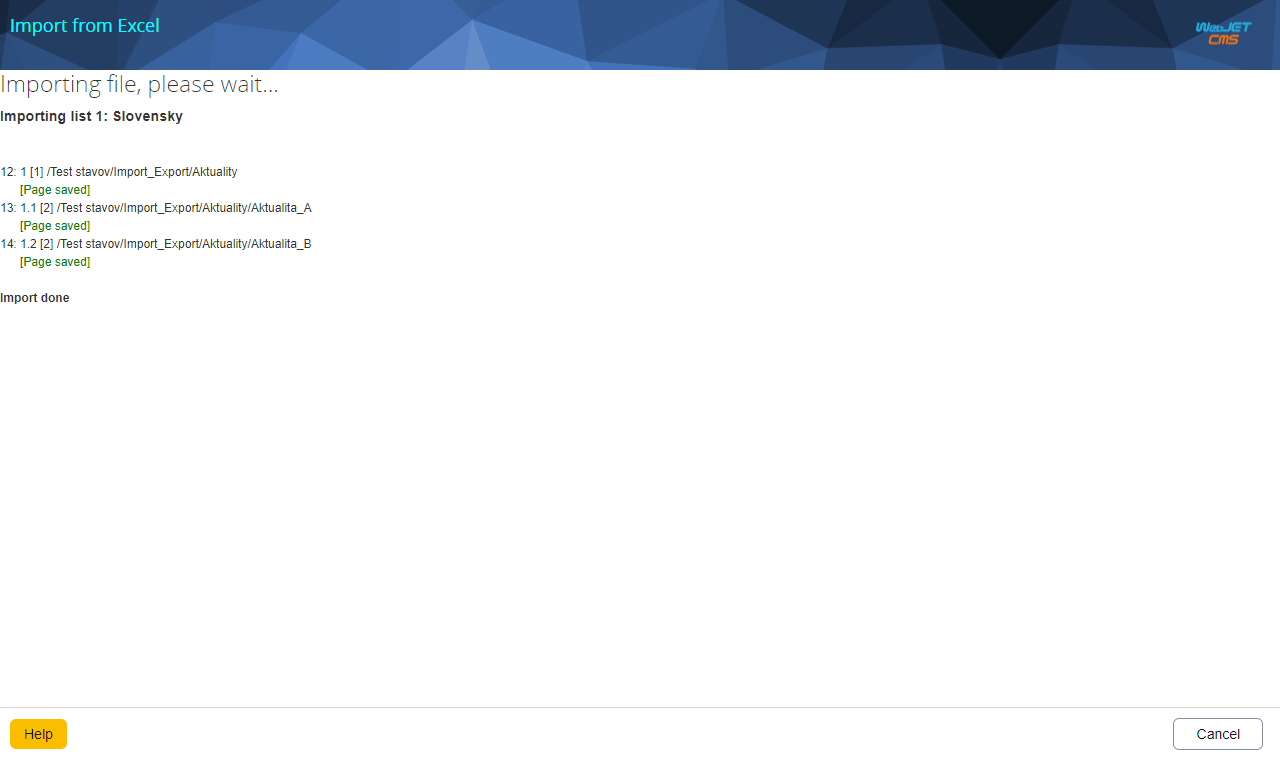 Import from Excel
WebJET
CMS
Importing file, please wait...
Importing list 1: Slovensky
12: 1 [1] /Test stavov/Import_Export/Aktuality
[Page saved]
13: 1.1 [2] /Test stavov/Import_Export/Aktuality/Aktualita_A
[Page saved]
14: 1.2 [2] /Test stavov/Import_Export/Aktuality/Aktualita_B
[Page saved]
Import done
Help
Cancel